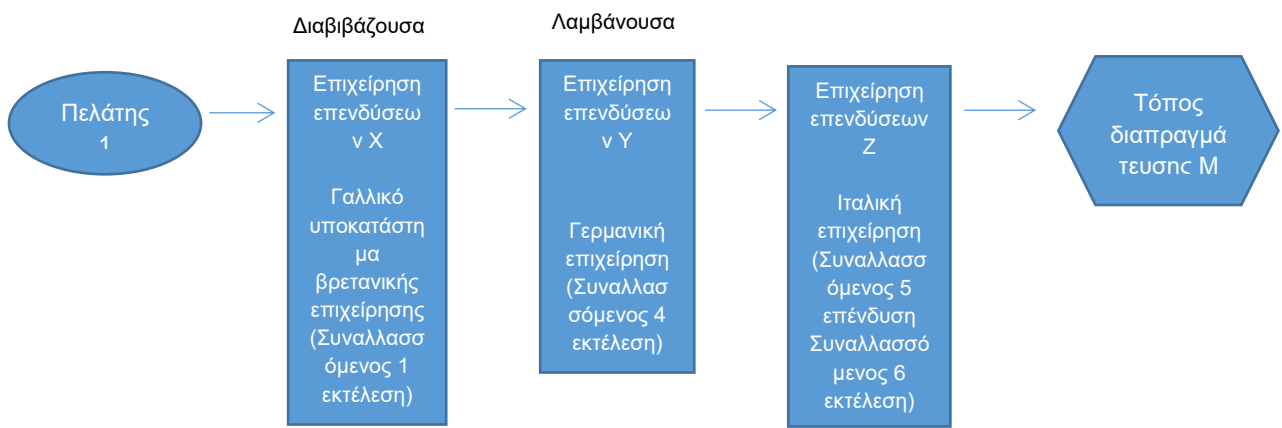 Διαβιβάζουσα
Λαμβάνουσα
Πελάτης
1
Επιχείρηση
επενδύσεω
ν X
Γαλλικό
υποκατάστη
μα
βρετανικής
επιχείρησης
(Συναλλασσ
όμενος 1
εκτέλεση)
Επιχείρηση
επενδύσεω
ν Y
Γερμανική
επιχείρηση
(Συναλλασ
σόμενος 4
εκτέλεση)
Επιχείρηση
επενδύσεων
Z
Ιταλική
επιχείρηση
(Συναλλασσ
όμενος 5
επένδυση
Συναλλασσό
μενος 6
εκτέλεση)
Τόπος
διαπραγμά
τευσης M